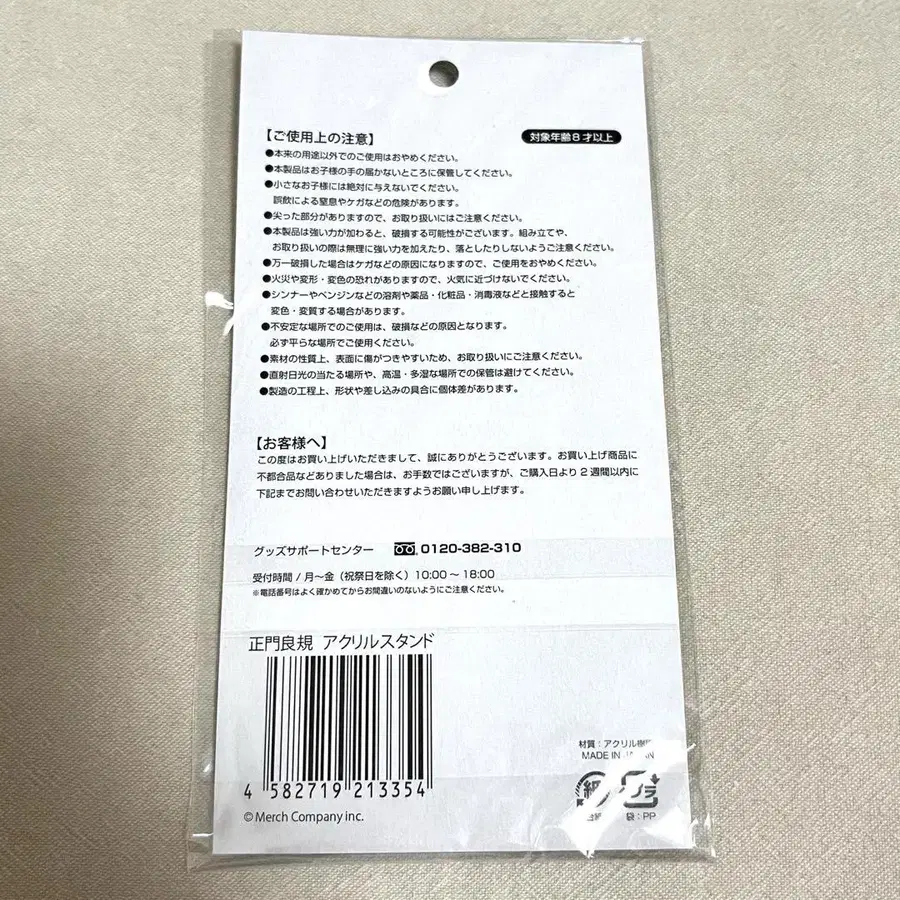 【ご使用上の注意】
対象年齢8才以上
●本来の用途以外でのご使用はおやめください。
●本製品はお子様の手の届かないところに保管してください。
●小さなお子様には絶対に与えないでください。
誤飲による窒息やケガなどの危険があります。
●尖った部分がありますので、お取り扱いにはご注意ください。
●本製品は強い力が加わると、破損する可能性がございます。組み立てや、
お取り扱いの際は無理に強い力を加えたり、落としたりしないようご注意ください。
●万一破損した場合はケガなどの原因になりますので、ご使用をおやめください。
●火災や変形・変色の恐れがありますので、火気に近づけないでください。
●シンナーやベンジンなどの溶剤や薬品・化粧品・消毒液などと接触すると
変色・変質する場合があります。
●不安定な場所でのご使用は、破損などの原因となります。
必ず平らな場所でご使用ください。
●素材の性質上、表面に傷がつきやすいため、お取り扱いにご注意ください。
●直射日光の当たる場所や、高温・多湿な場所での保管は避けてください。
●製造の工程上、形状や差し込みの具合に個体差があります。
【お客様へ】
この度はお買い上げいただきまして、誠にありがとうございます。お買い上げ商品に
不都合品などありました場合は、お手数ではございますが、ご購入日より2週間以内に
下記までお問い合わせいただきますようお願い申し上げます。
グッズサポートセンター 0120-382-310
受付時間 / 月〜金(祝祭日を除く) 10:00 〜 18:00
※電話番号はよく確かめてからお間違いのないようにご注意ください。
正門良規 アクリルスタンド
4 582719 213354
©Merch Company inc.
材質:アクリル樹
MADE IN JAPAN
紙 プラ
台紙 袋:PP